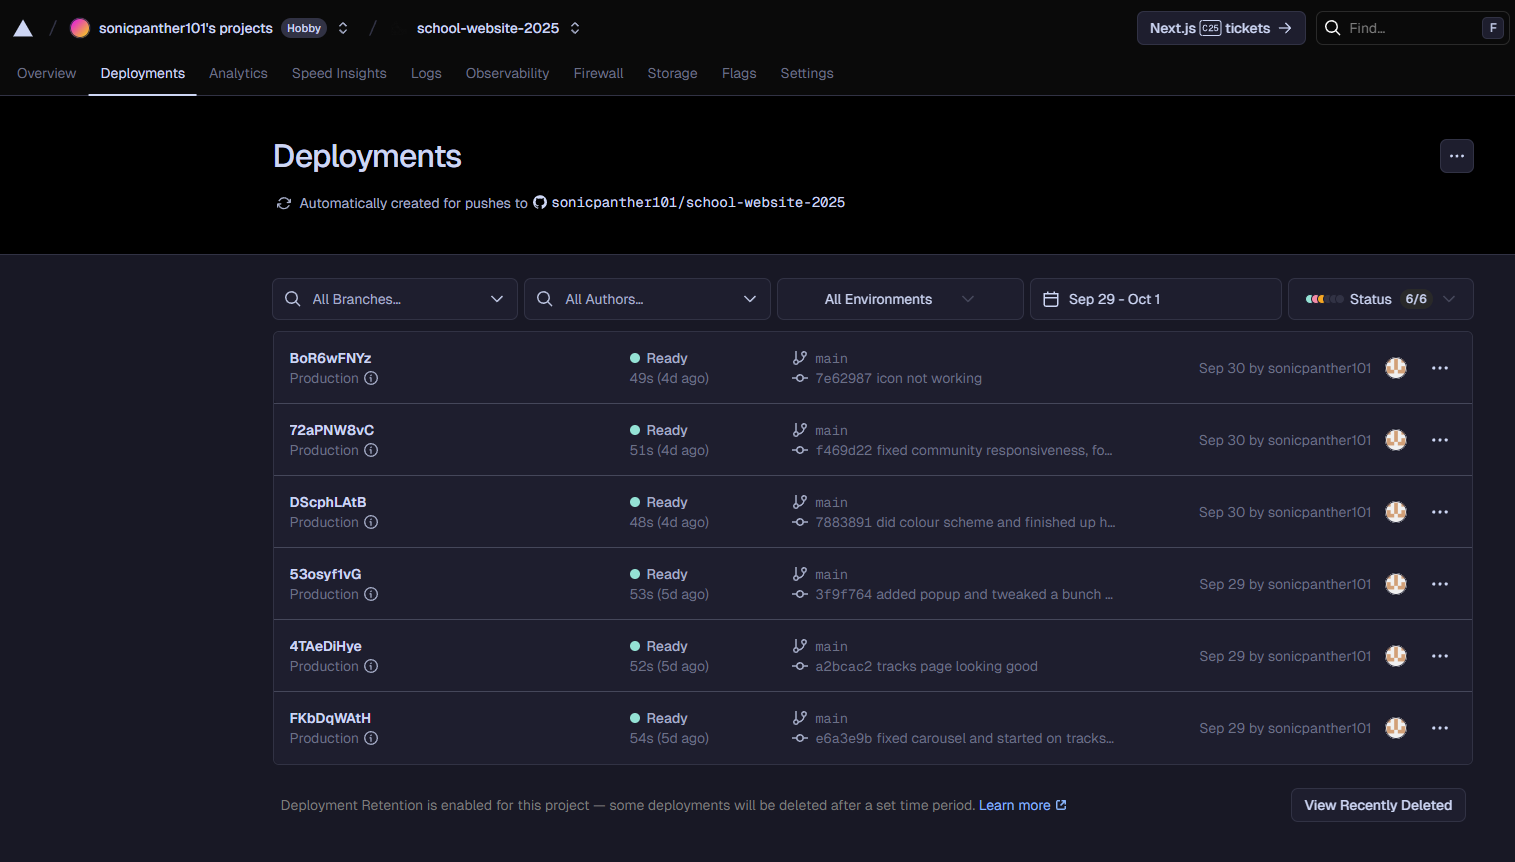 sonicpanther101's projects Hobby school-website-2025 Next.js C25 tickets Find... F
Overview Deployments Analytics Speed Insights Logs Observability Firewall Storage Flags Settings
Deployments
Automatically created for pushes to sonicpanther101/school-website-2025
All Branches... All Authors... All Environments Sep 29 - Oct 1 Status 6/6
BoR6wFNYz Ready main
Production 49s (4d ago) 7e62987 icon not working Sep 30 by sonicpanther101
72aPNW8vC Ready main
Production 51s (4d ago) f469d22 fixed community responsiveness, fo... Sep 30 by sonicpanther101
DScphLAtB Ready main
Production 48s (4d ago) 7883891 did colour scheme and finished up h... Sep 30 by sonicpanther101
53osyf1vG Ready main
Production 53s (5d ago) 3f9f764 added popup and tweaked a bunch ... Sep 29 by sonicpanther101
4TAeDiHye Ready main
Production 52s (5d ago) a2bcac2 tracks page looking good Sep 29 by sonicpanther101
FKbDqWAtH Ready main
Production 54s (5d ago) e6a3e9b fixed carousel and started on tracks... Sep 29 by sonicpanther101
Deployment Retention is enabled for this project — some deployments will be deleted after a set time period. Learn more View Recently Deleted